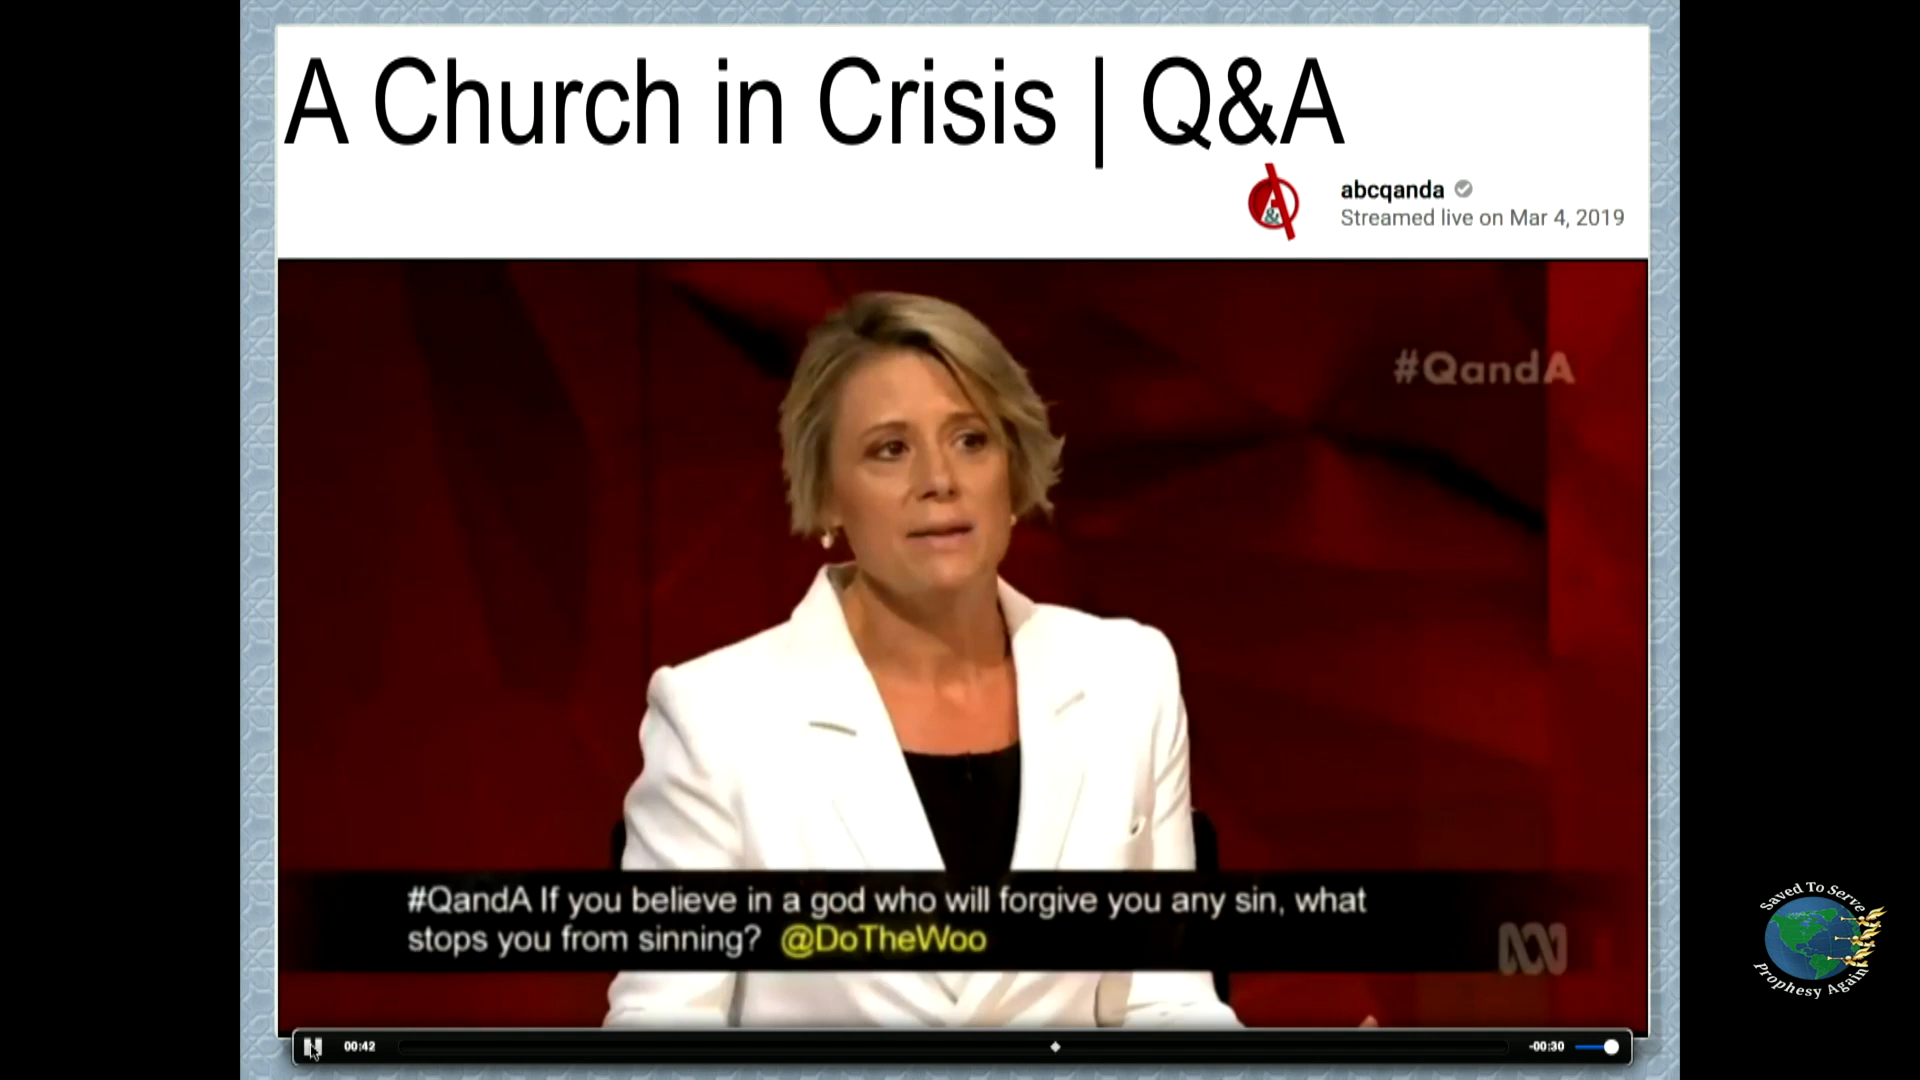 A Church in Crisis | Q&A
abcqanda
Streamed live on Mar 4, 2019
#QandA
#QandA If you believe in a god who will forgive you any sin, what
stops you from sinning? @DoTheWoo
Saved To Serve
Prophesy Again
00:42
-00:30